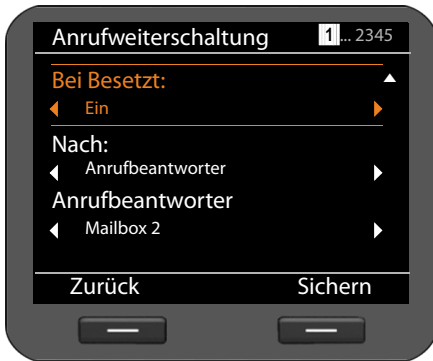 Anrufweiterschaltung 1... 2345
Bei Besetzt:
Ein
Nach:
Anrufbeantworter
Anrufbeantworter
Mailbox 2
Zurück Sichern